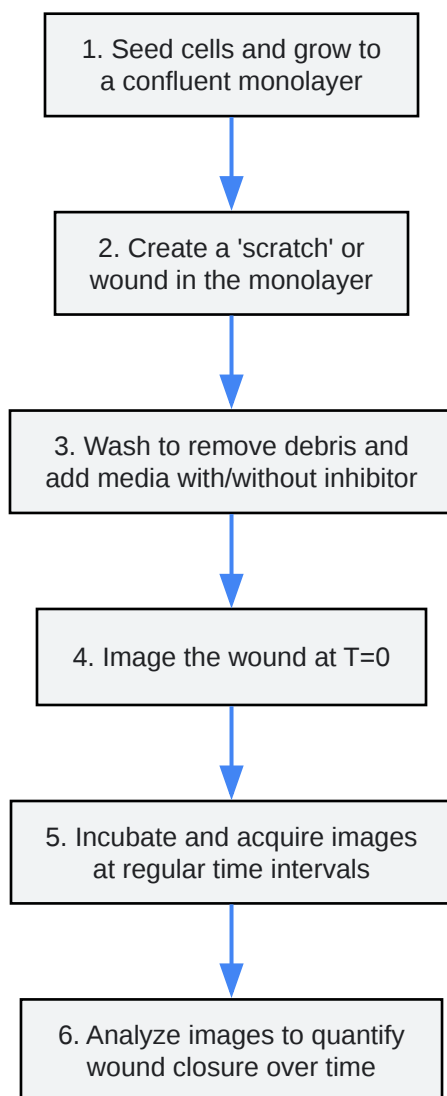 1. Seed cells and grow to
a confluent monolayer
2. Create a 'scratch' or
wound in the monolayer
3. Wash to remove debris and
add media with/without inhibitor
4. Image the wound at T=0
5. Incubate and acquire images
at regular time intervals
6. Analyze images to quantify
wound closure over time